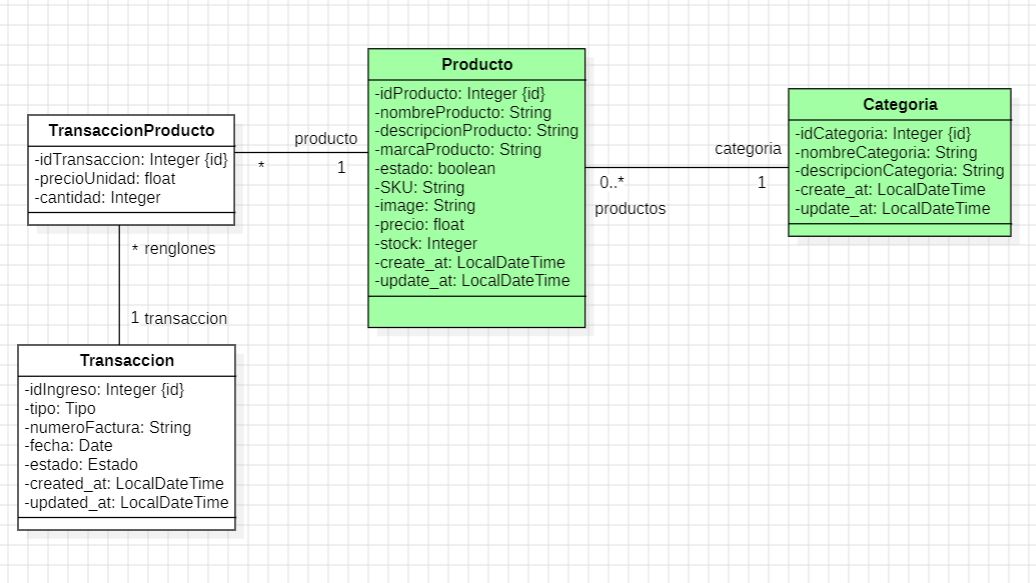 TransaccionProducto
-idTransaccion: Integer {id}
-precioUnidad: float
-cantidad: Integer
*
producto
1
Producto
-idProducto: Integer {id}
-nombreProducto: String
-descripcionProducto: String
-marcaProducto: String
-estado: boolean
-SKU: String
-image: String
-precio: float
-stock: Integer
-create_at: LocalDateTime
-update_at: LocalDateTime
0..*
productos
categoria
1
Categoria
-idCategoria: Integer {id}
-nombreCategoria: String
-descripcionCategoria: String
-create_at: LocalDateTime
-update_at: LocalDateTime
* renglones
1 transaccion
Transaccion
-idIngreso: Integer {id}
-tipo: Tipo
-numeroFactura: String
-fecha: Date
-estado: Estado
-created_at: LocalDateTime
-updated_at: LocalDateTime